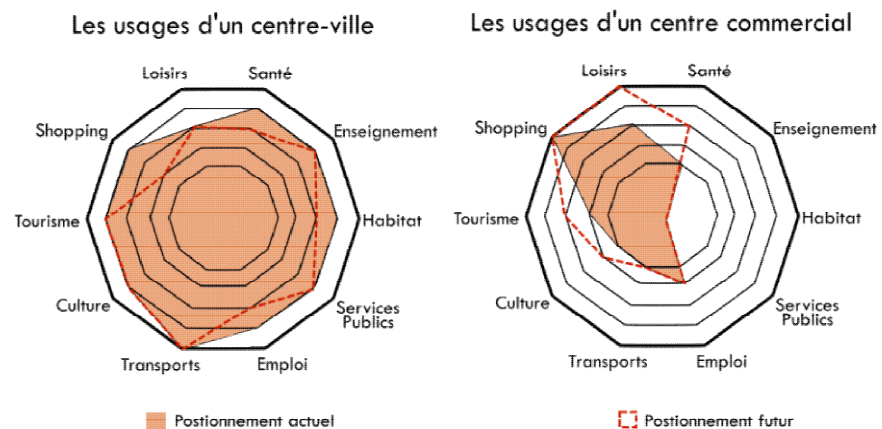 Les usages d'un centre-ville
Loisirs
Santé
Shopping
Enseignement
Tourisme
Habitat
Culture
Services
Publics
Transports
Emploi
Les usages d'un centre commercial
Loisirs
Santé
Shopping
Enseignement
Tourisme
Habitat
Culture
Services
Publics
Transports
Emploi
Postionnement actuel
Postionnement futur